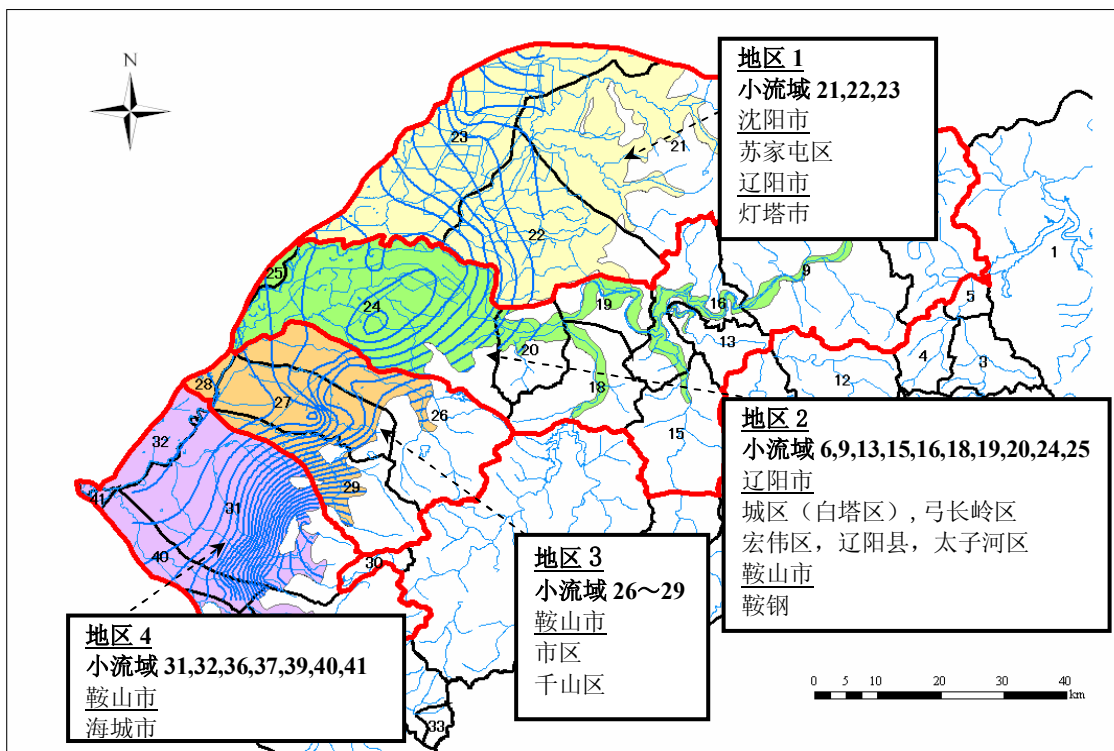 N
地区 1
小流域 21,22,23
沈阳市
苏家屯区
辽阳市
灯塔市
23
21
22
1
25
24
19
9
16
5
13
20
4
3
12
18
28
27
26
15
32
29
31
41
40
30
33
地区 2
小流域 6,9,13,15,16,18,19,20,24,25
辽阳市
城区（白塔区）, 弓长岭区
宏伟区，辽阳县，太子河区
鞍山市
鞍钢
地区 3
小流域 26～29
鞍山市
市区
千山区
地区 4
小流域 31,32,36,37,39,40,41
鞍山市
海城市
0 5 10 20 30 40
km